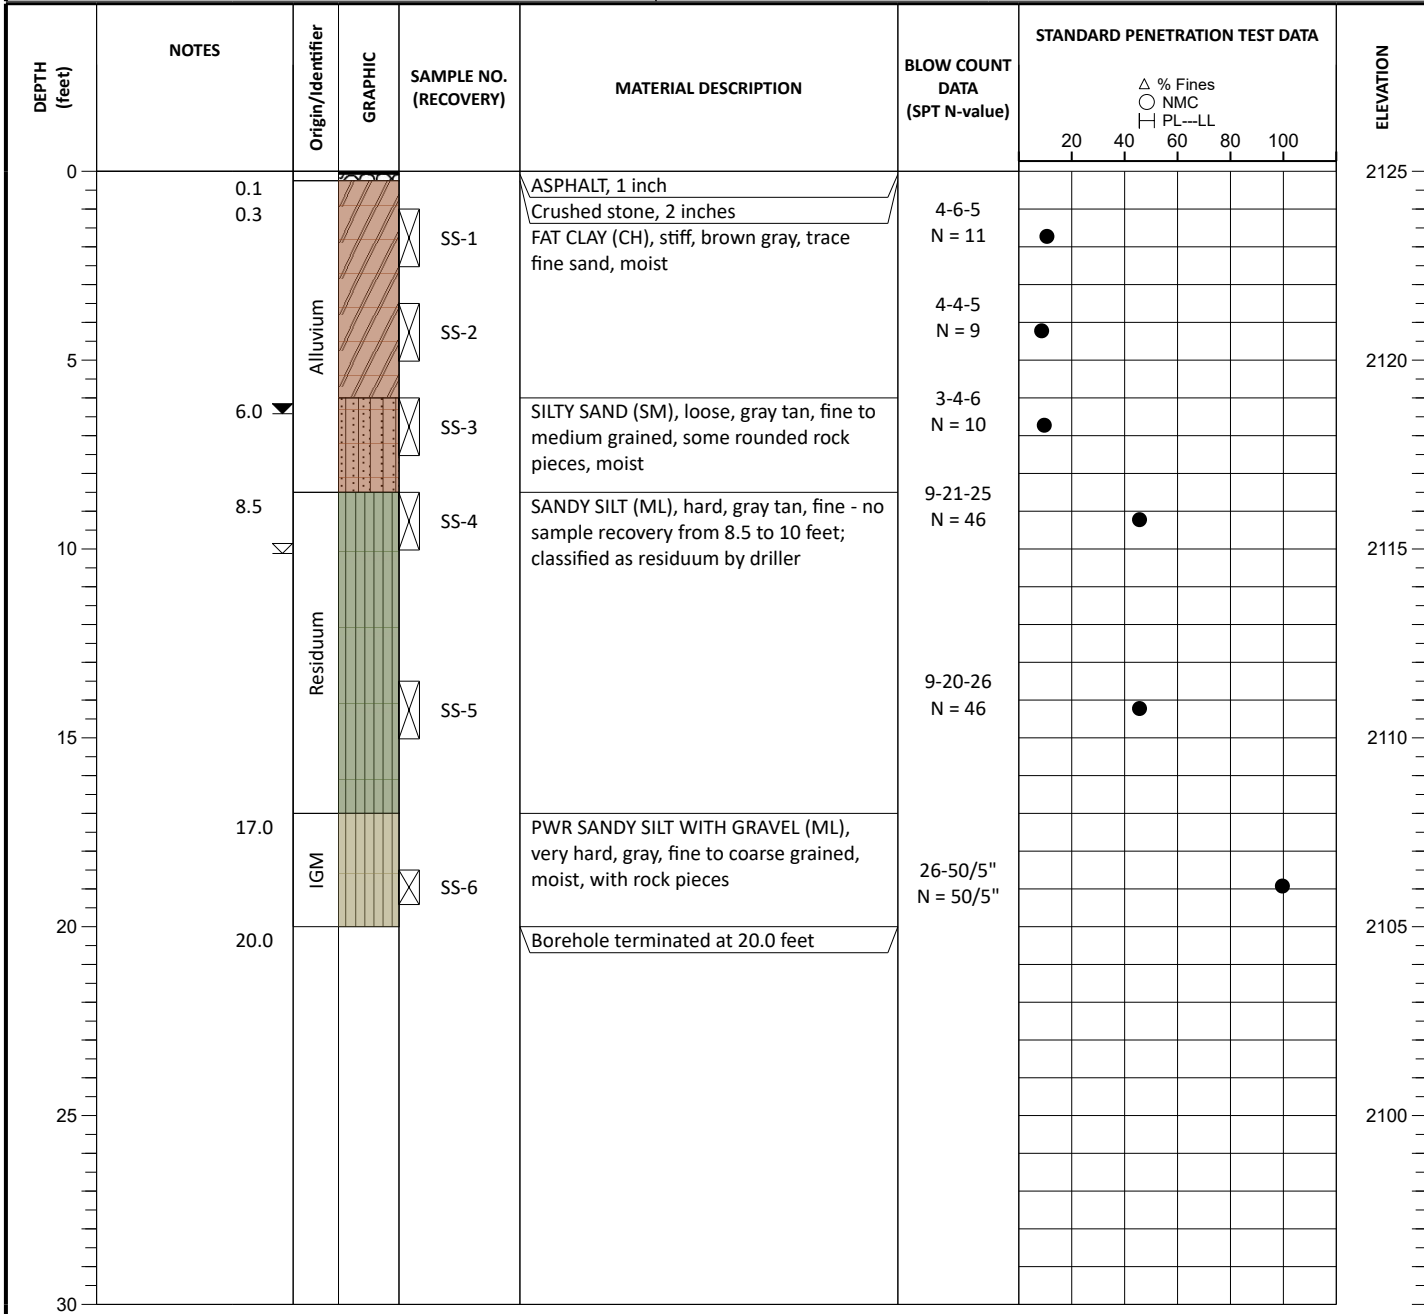 DEPTH
(feet)
NOTES
Origin/Identifier
GRAPHIC
SAMPLE NO.
(RECOVERY)
MATERIAL DESCRIPTION
BLOW COUNT
DATA
(SPT N-value)
STANDARD PENETRATION TEST DATA
△ % Fines
○ NMC
PL---LL
20 40 60 80 100
ELEVATION
0
2125
0.1
ASPHALT, 1 inch
0.3
Crushed stone, 2 inches
4-6-5
SS-1
FAT CLAY (CH), stiff, brown gray, trace
fine sand, moist
N = 11
Alluvium
4-4-5
SS-2
N = 9
5
2120
3-4-6
6.0
SILTY SAND (SM), loose, gray tan, fine to
medium grained, some rounded rock
pieces, moist
SS-3
N = 10
9-21-25
8.5
SANDY SILT (ML), hard, gray tan, fine - no
sample recovery from 8.5 to 10 feet;
classified as residuum by driller
SS-4
N = 46
10
2115
Residuum
9-20-26
SS-5
N = 46
15
2110
17.0
PWR SANDY SILT WITH GRAVEL (ML),
very hard, gray, fine to coarse grained,
moist, with rock pieces
IGM
26-50/5"
SS-6
N = 50/5"
20
2105
20.0
Borehole terminated at 20.0 feet
25
2100
30